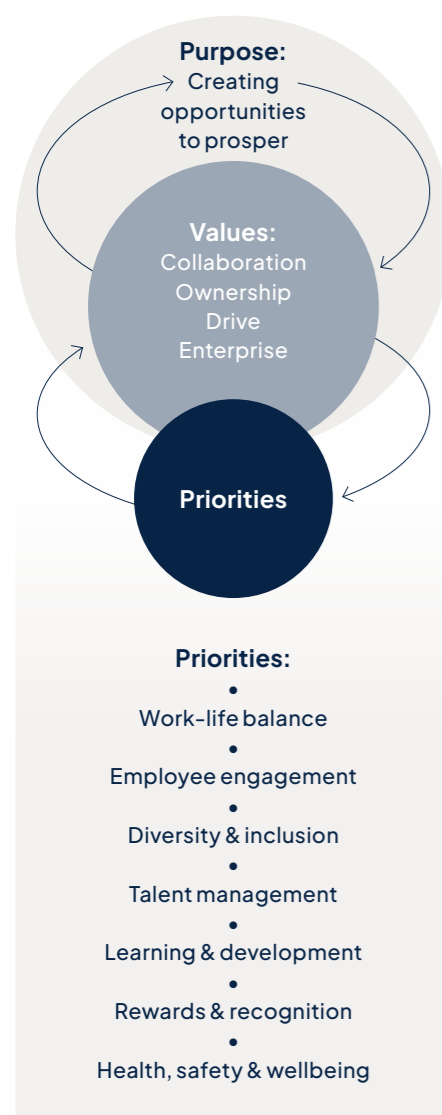 Purpose:
Creating
opportunities
to prosper
Values:
Collaboration
Ownership
Drive
Enterprise
Priorities
Priorities:
•
Work-life balance
•
Employee engagement
•
Diversity & inclusion
•
Talent management
•
Learning & development
•
Rewards & recognition
•
Health, safety & wellbeing